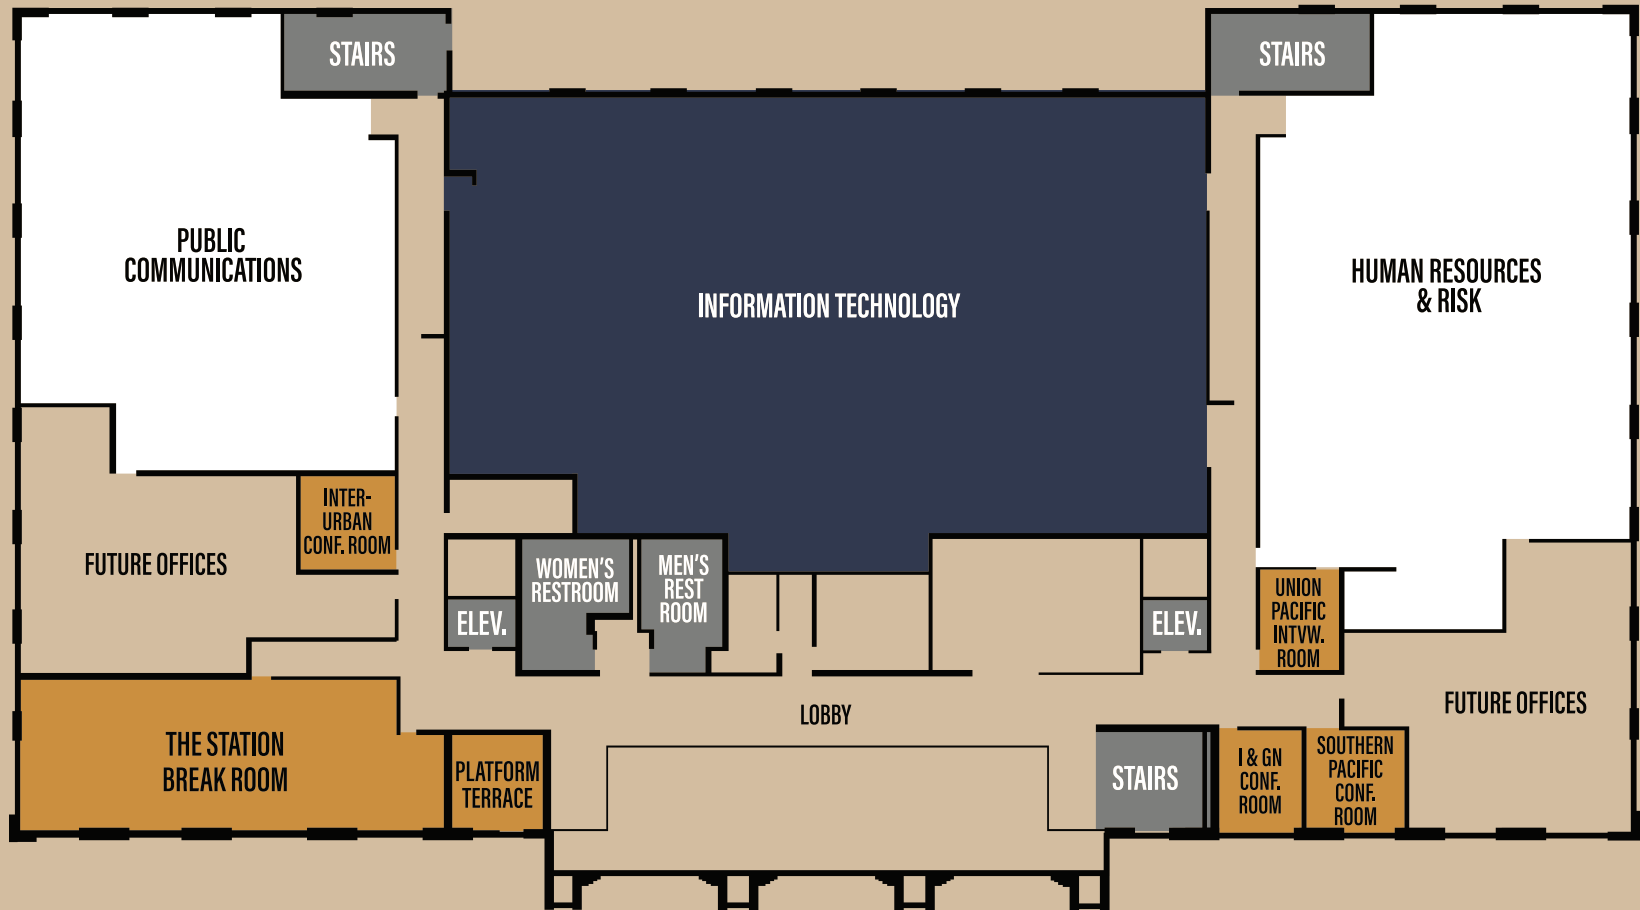 STAIRS
STAIRS
PUBLIC
COMMUNICATIONS
INFORMATION TECHNOLOGY
HUMAN RESOURCES
& RISK
INTER-
URBAN
CONF. ROOM
FUTURE OFFICES
WOMEN'S
RESTROOM
MEN'S
REST
ROOM
ELEV.
ELEV.
UNION
PACIFIC
INTVW.
ROOM
FUTURE OFFICES
LOBBY
THE STATION
BREAK ROOM
PLATFORM
TERRACE
STAIRS
I & GN
CONF.
ROOM
SOUTHERN
PACIFIC
CONF.
ROOM